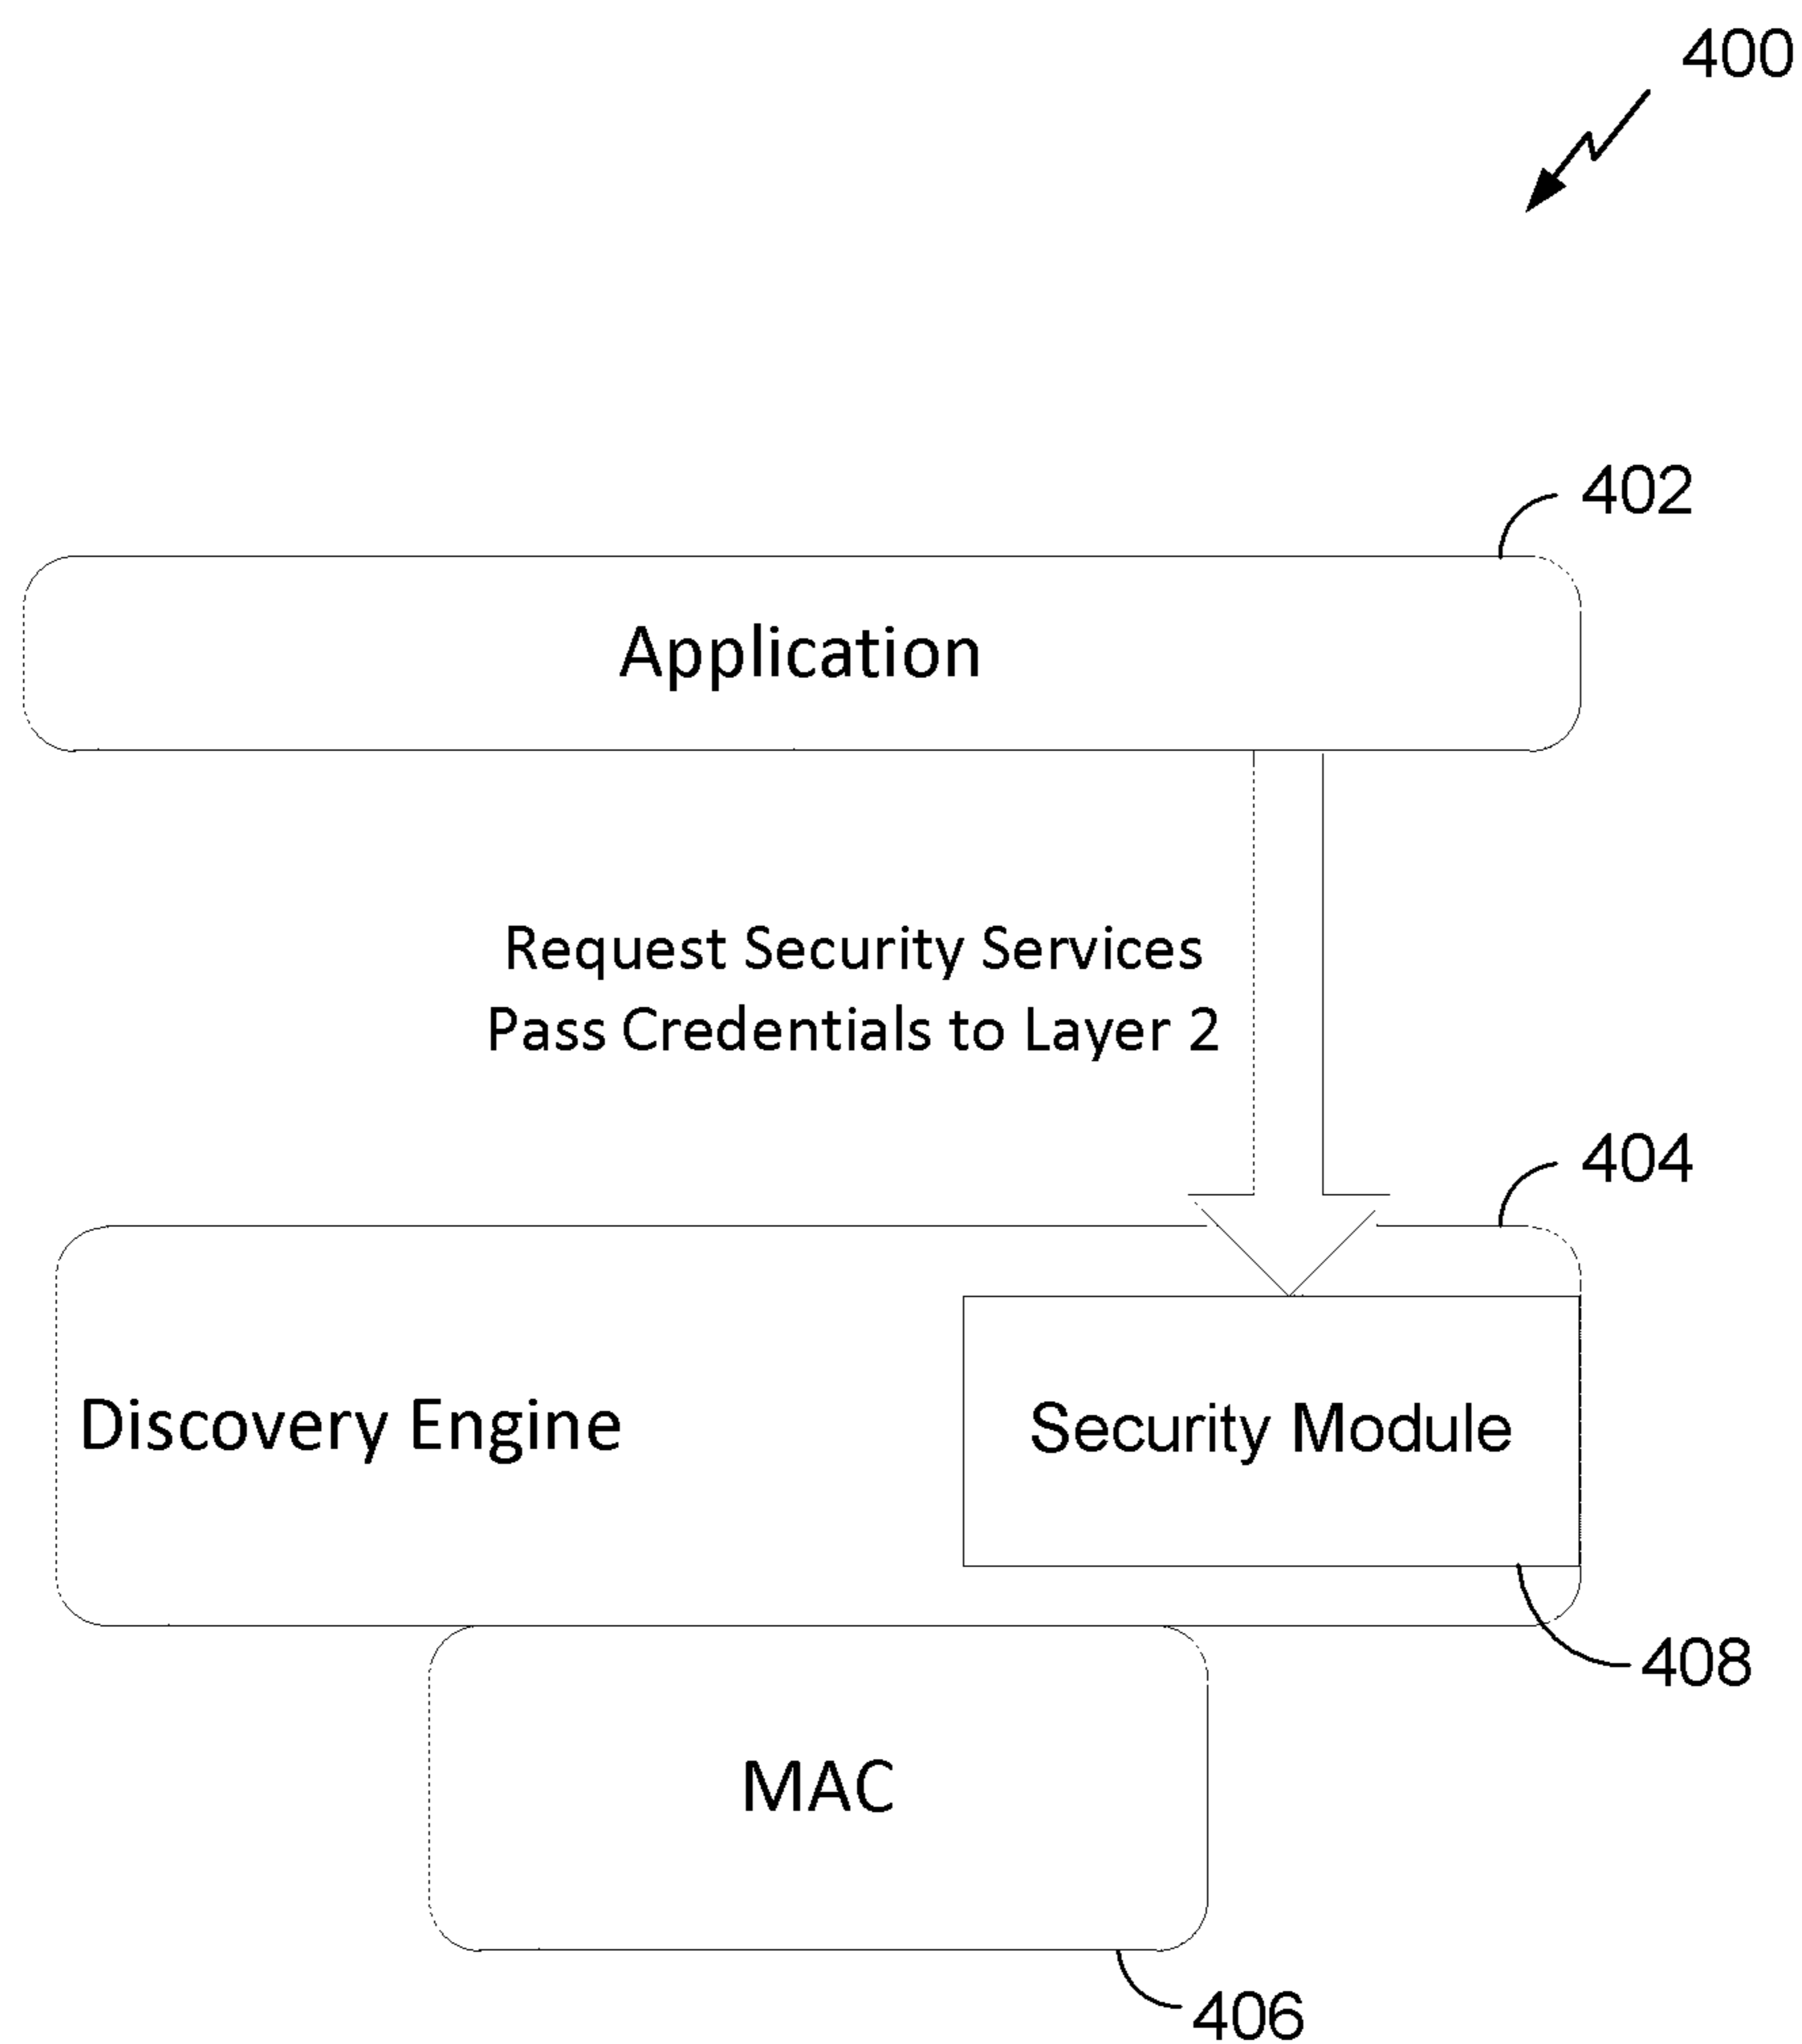 400
402
Application
Request Security Services
Pass Credentials to Layer 2
404
Discovery Engine
Security Module
408
MAC
406